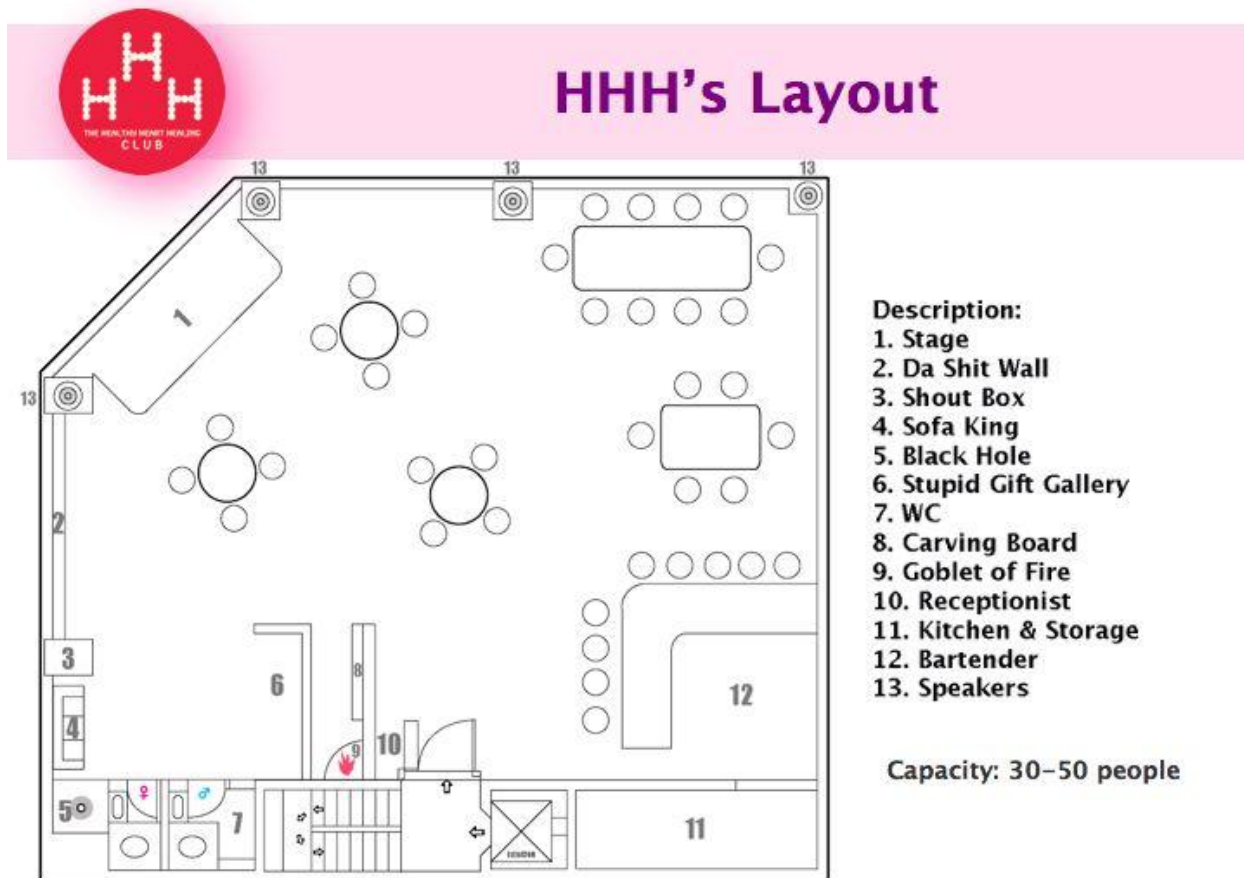 H
H H
THE HEALTHY HEART HEALING
CLUB
HHH's Layout
13
13
13
1
13
2
3
4
5
6
7
8
9
10
11
12
Description:
1. Stage
2. Da Shit Wall
3. Shout Box
4. Sofa King
5. Black Hole
6. Stupid Gift Gallery
7. WC
8. Carving Board
9. Goblet of Fire
10. Receptionist
11. Kitchen & Storage
12. Bartender
13. Speakers
Capacity: 30-50 people